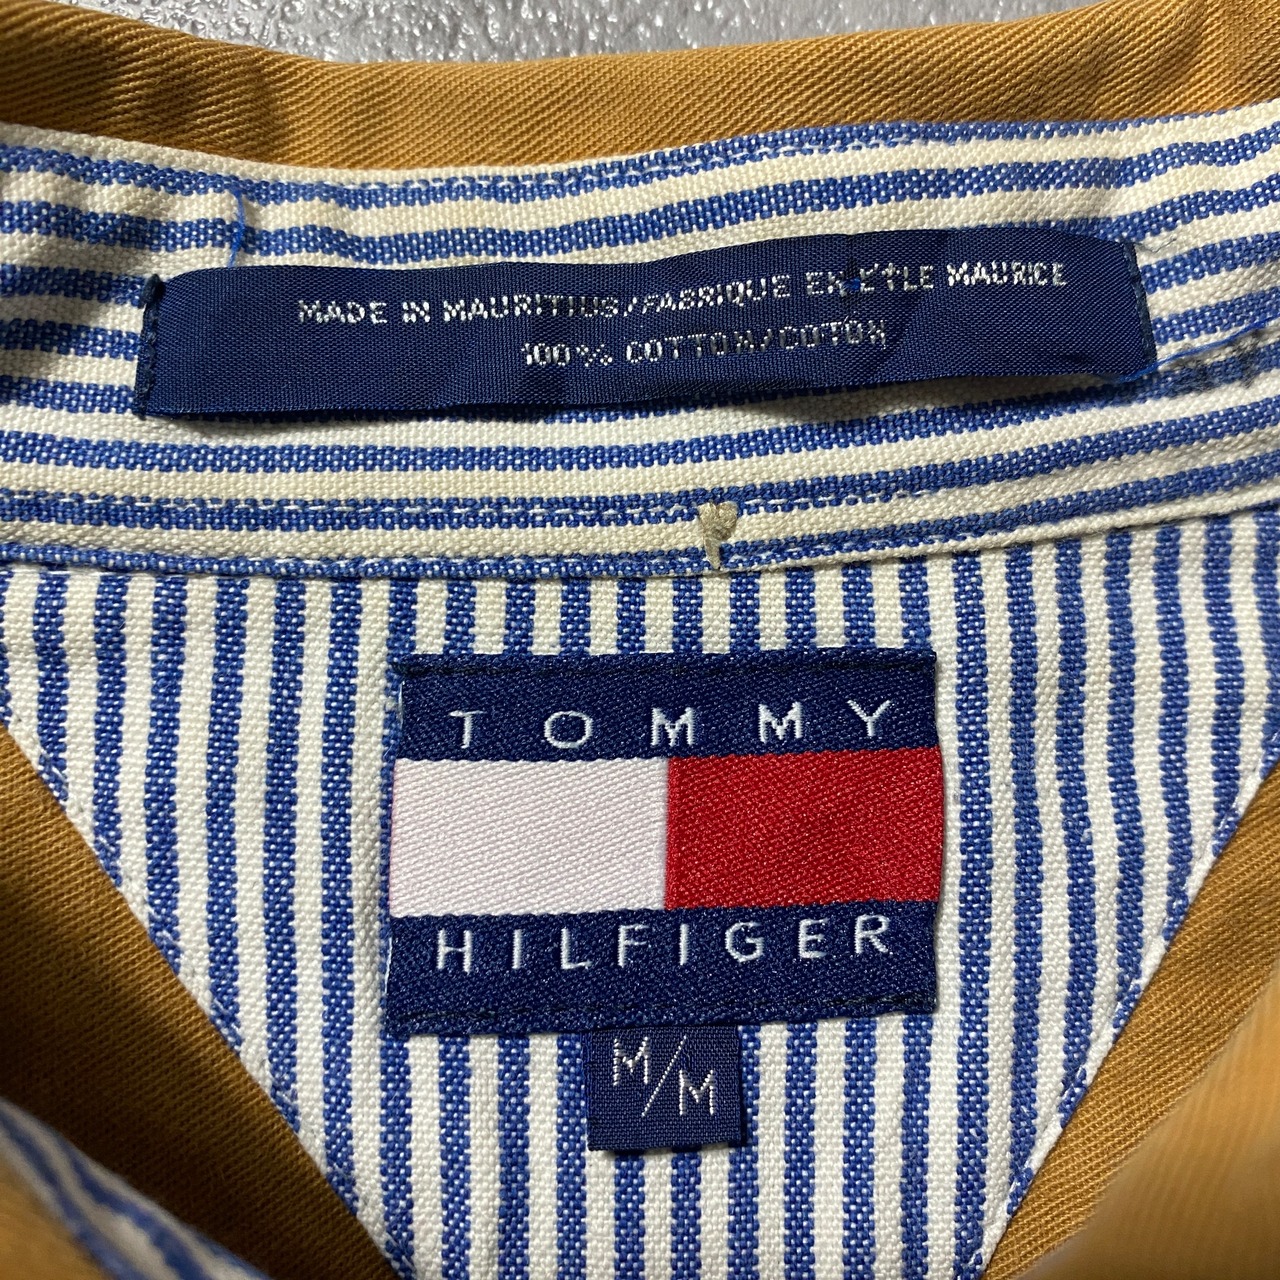 MADE IN MAURITIUS/FABRIQUE EN L'ILE MAURICE
100% COTTON/COTON
TOMMY
HILFIGER
M/M